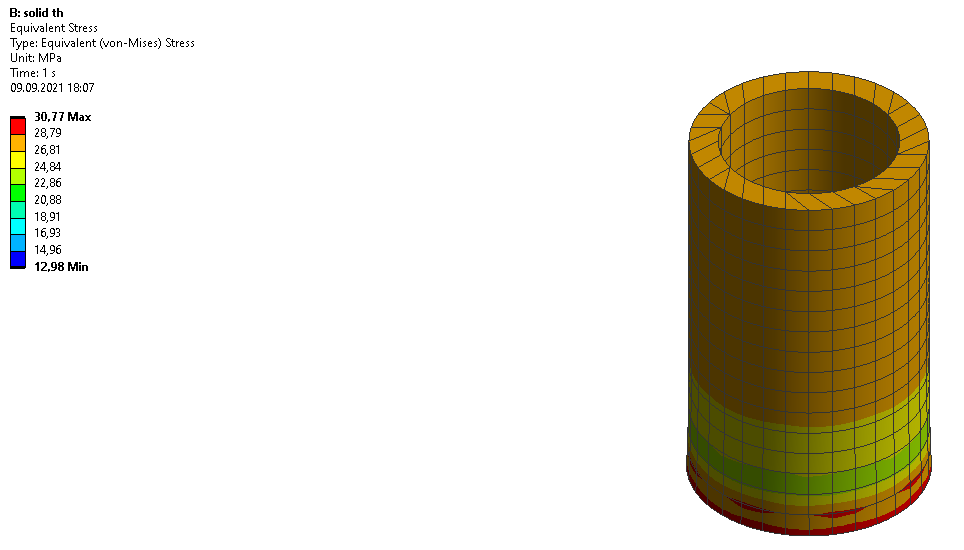 B: solid th
Equivalent Stress
Type: Equivalent (von-Mises) Stress
Unit: MPa
Time: 1 s
09.09.2021 18:07
30,77 Max
28,79
26,81
24,84
22,86
20,88
18,91
16,93
14,96
12,98 Min